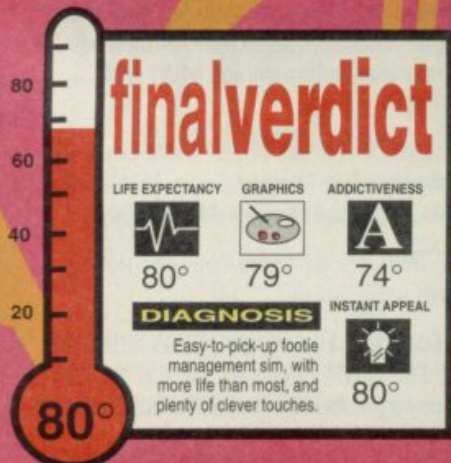 80
60
40
20
80°
finalverdict
LIFE EXPECTANCY GRAPHICS ADDICTIVENESS
A
80° 79° 74°
DIAGNOSIS
Easy-to-pick-up footie
management sim, with
more life than most, and
plenty of clever touches.
INSTANT APPEAL
80°